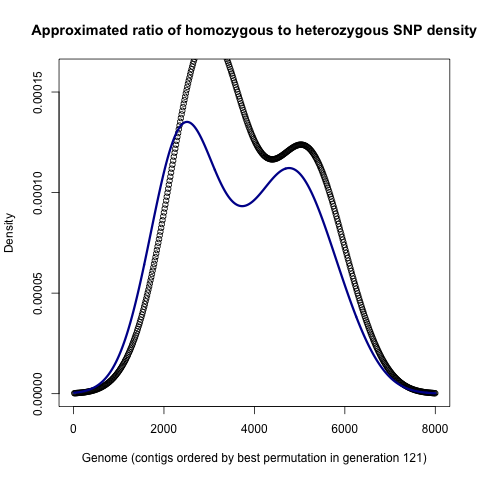 Approximated ratio of homozygous to heterozygous SNP density
0.00015
0.00010
0.00005
0.00000
Density
0 2000 4000 6000 8000
Genome (contigs ordered by best permutation in generation 121)